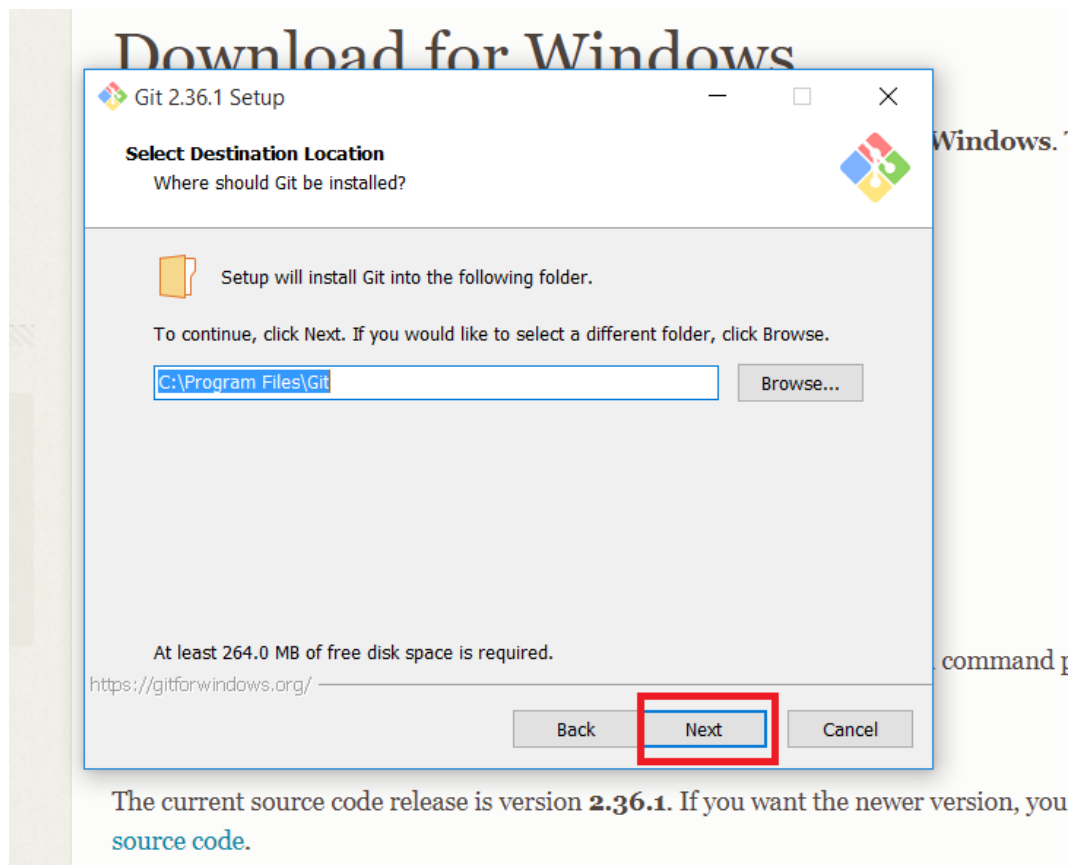 Download for Windows
Git 2.36.1 Setup
Select Destination Location
Where should Git be installed?
Windows.
Setup will install Git into the following folder.
To continue, click Next. If you would like to select a different folder, click Browse.
C:\Program Files\Git
Browse...
At least 264.0 MB of free disk space is required.
command
https://gitforwindows.org/
Back
Next
Cancel
The current source code release is version 2.36.1. If you want the newer version, you
source code.